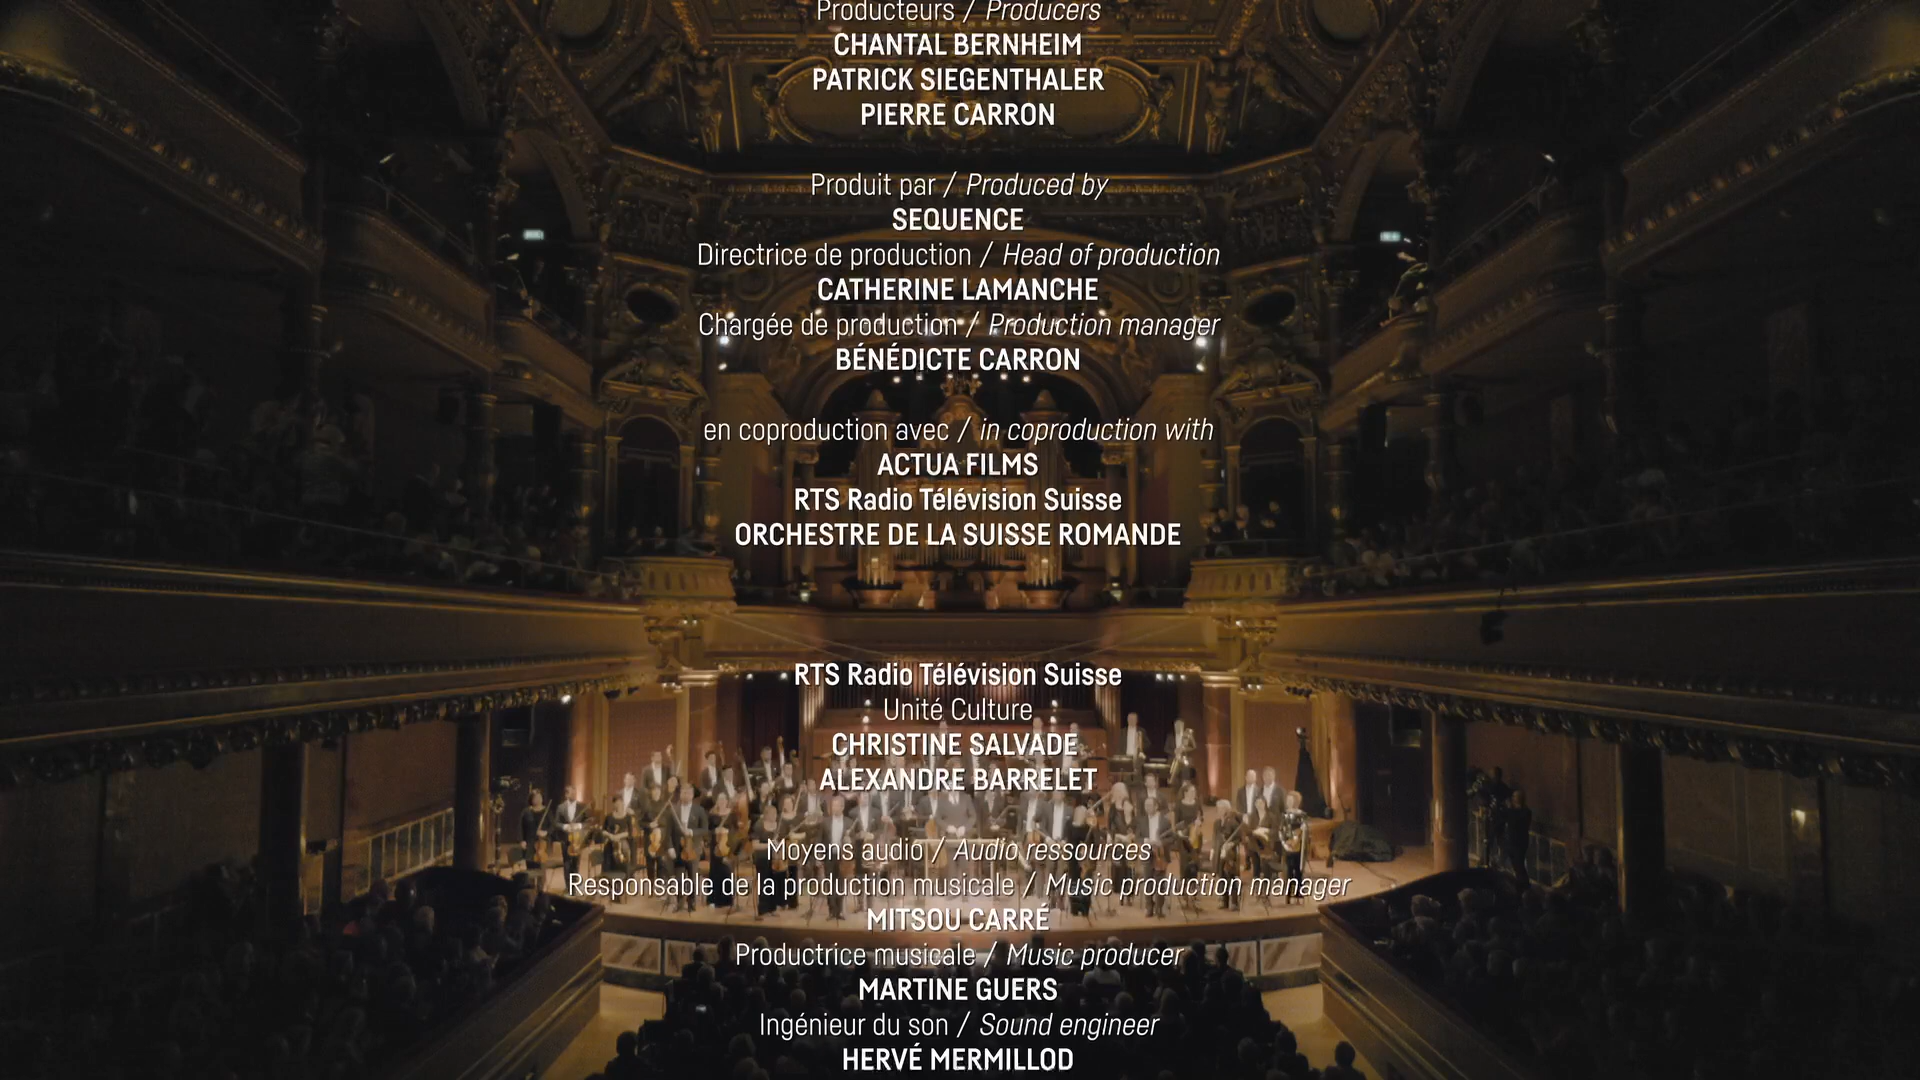 Producteurs / Producers
CHANTAL BERNHEIM
PATRICK SIEGENTHALER
PIERRE CARRON
Produit par / Produced by
SEQUENCE
Directrice de production / Head of production
CATHERINE LAMANCHE
Chargée de production / Production manager
BÉNÉDICTE CARRON
en coproduction avec / in coproduction with
ACTUA FILMS
RTS Radio Télévision Suisse
ORCHESTRE DE LA SUISSE ROMANDE
RTS Radio Télévision Suisse
Unité Culture
CHRISTINE SALVADE
ALEXANDRE BARRELET
Moyens audio / Audio ressources
Responsable de la production musicale / Music production manager
MITSOU CARRÉ
Productrice musicale / Music producer
MARTINE GUERS
Ingénieur du son / Sound engineer
HERVÉ MERMILLOD